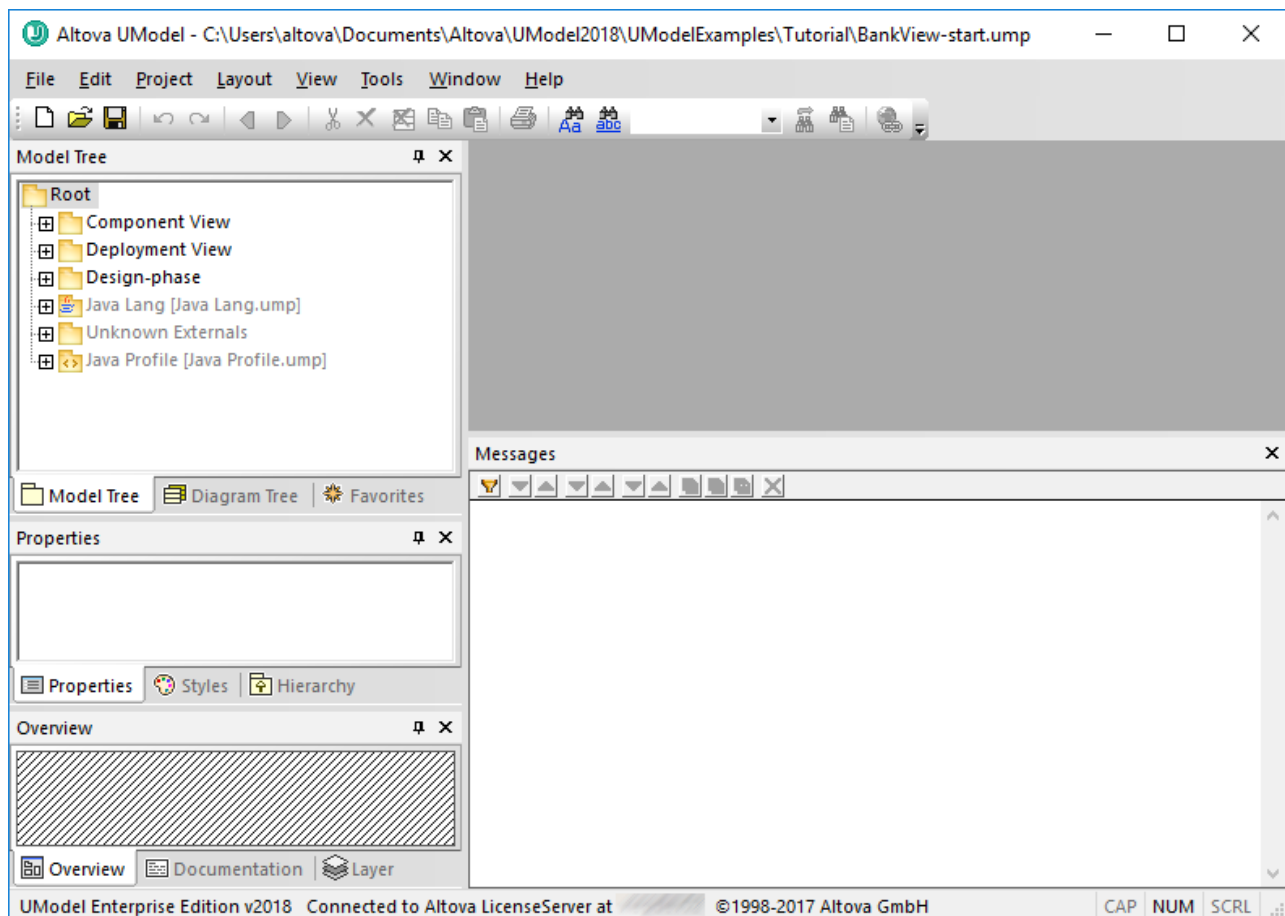 Altova UModel - C:\Users\altova\Documents\Altova\UModel2018\UModelExamples\Tutorial\BankView-start.ump
File Edit Project Layout View Tools Window Help
Aa abc
Model Tree
Root
Component View
Deployment View
Design-phase
Java Lang [Java Lang.ump]
Unknown Externals
Java Profile [Java Profile.ump]
Model Tree Diagram Tree Favorites
Messages
Properties
Properties Styles Hierarchy
Overview
Overview Documentation Layer
UModel Enterprise Edition v2018 Connected to Altova LicenseServer at ©1998-2017 Altova GmbH CAP NUM SCRL